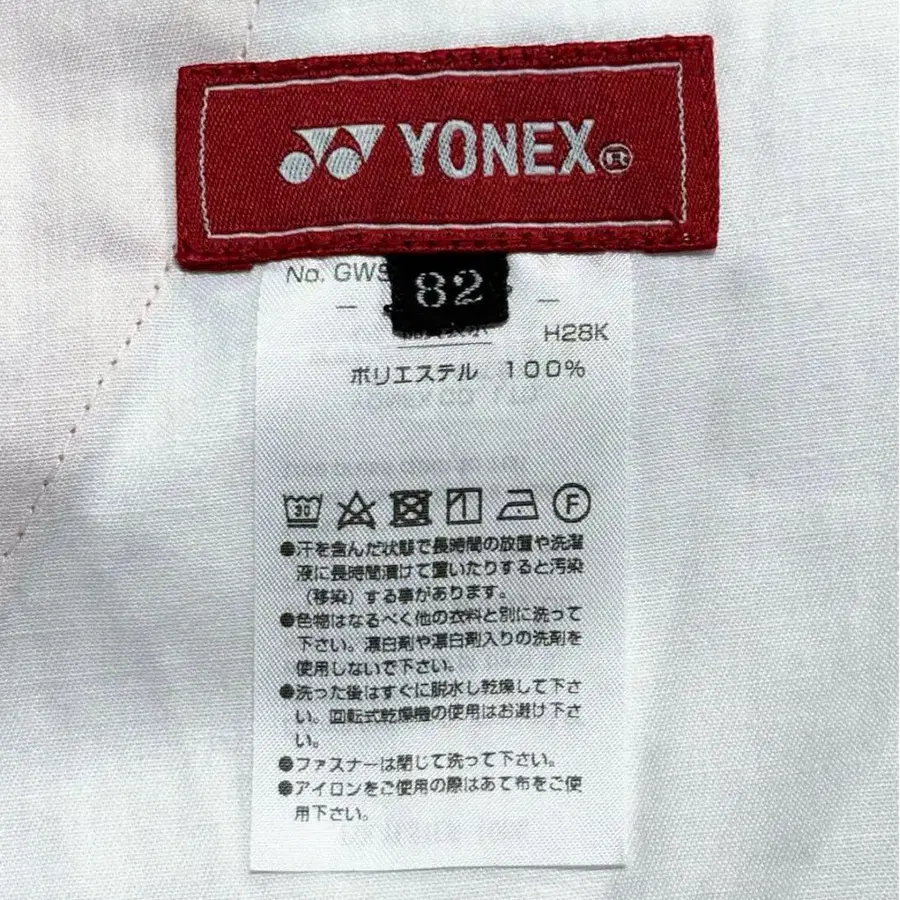 YONEX®
No. GWS
82
H28K
ポリエステル 100%
30
F
●汗を含んだ状態で長時間の放置や洗濯
液に長時間漬けて置いたりすると汚染
(移染)する事があります。
●色物はなるべく他の衣料と別に洗って
下さい。漂白剤や漂白剤入りの洗剤を
使用しないで下さい。
●洗った後はすぐに脱水し乾燥して下さ
い。回転式乾燥機の使用はお避け下さ
い。
●ファスナーは閉じて洗って下さい。
●アイロンをご使用の際はあて布をご使
用下さい。